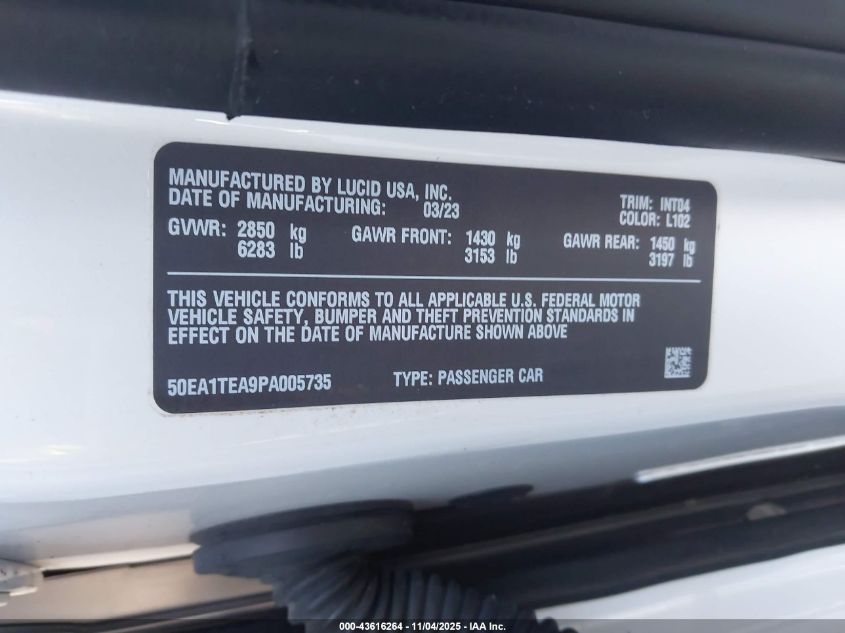 MANUFACTURED BY LUCID USA, INC.
DATE OF MANUFACTURING: 03/23
TRIM: INT04
COLOR: L102
GVWR: 2850 kg GAWR FRONT: 1430 kg GAWR REAR: 1450 kg
6283 lb 3153 lb 3197 lb
THIS VEHICLE CONFORMS TO ALL APPLICABLE U.S. FEDERAL MOTOR
VEHICLE SAFETY, BUMPER AND THEFT PREVENTION STANDARDS IN
EFFECT ON THE DATE OF MANUFACTURE SHOWN ABOVE
50EA1TEA9PA005735 TYPE: PASSENGER CAR
000-43616264 - 11/04/2025 - IAA Inc.